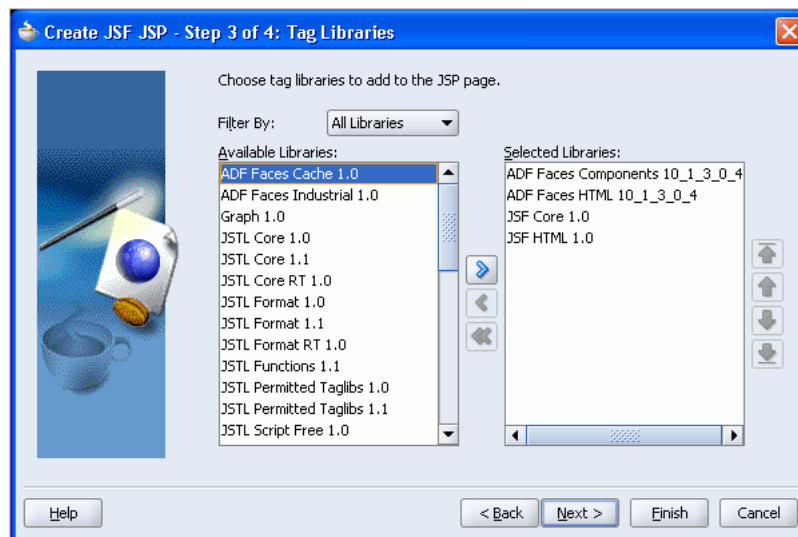 Create JSF JSP - Step 3 of 4: Tag Libraries
Choose tag libraries to add to the JSP page.
Filter By: All Libraries
Available Libraries:
ADF Faces Cache 1.0
ADF Faces Industrial 1.0
Graph 1.0
JSTL Core 1.0
JSTL Core 1.1
JSTL Core RT 1.0
JSTL Format 1.0
JSTL Format 1.1
JSTL Format RT 1.0
JSTL Functions 1.1
JSTL Permitted Taglibs 1.0
JSTL Permitted Taglibs 1.1
JSTL Script Free 1.0
Selected Libraries:
ADF Faces Components 10_1_3_0_4
ADF Faces HTML 10_1_3_0_4
JSF Core 1.0
JSF HTML 1.0
Help < Back Next > Finish Cancel